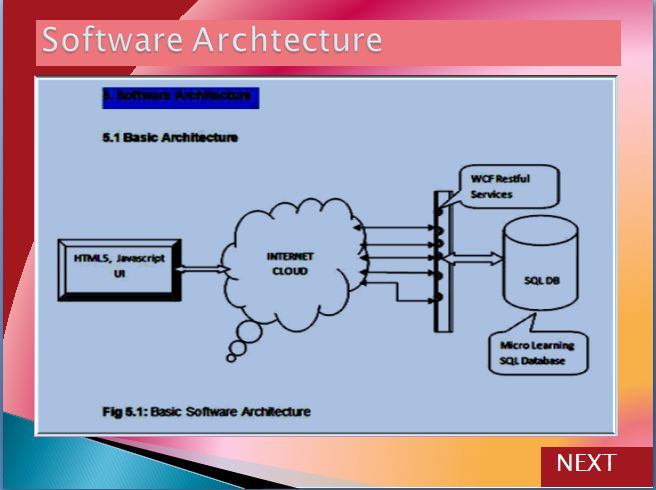 Software Archtecture
5. Software Architecture
5.1 Basic Architecture
WCF Restful
Services
HTML5, Javascript
UI
INTERNET
CLOUD
SQL DB
Micro Learning
SQL Database
Fig 5.1: Basic Software Architecture
NEXT